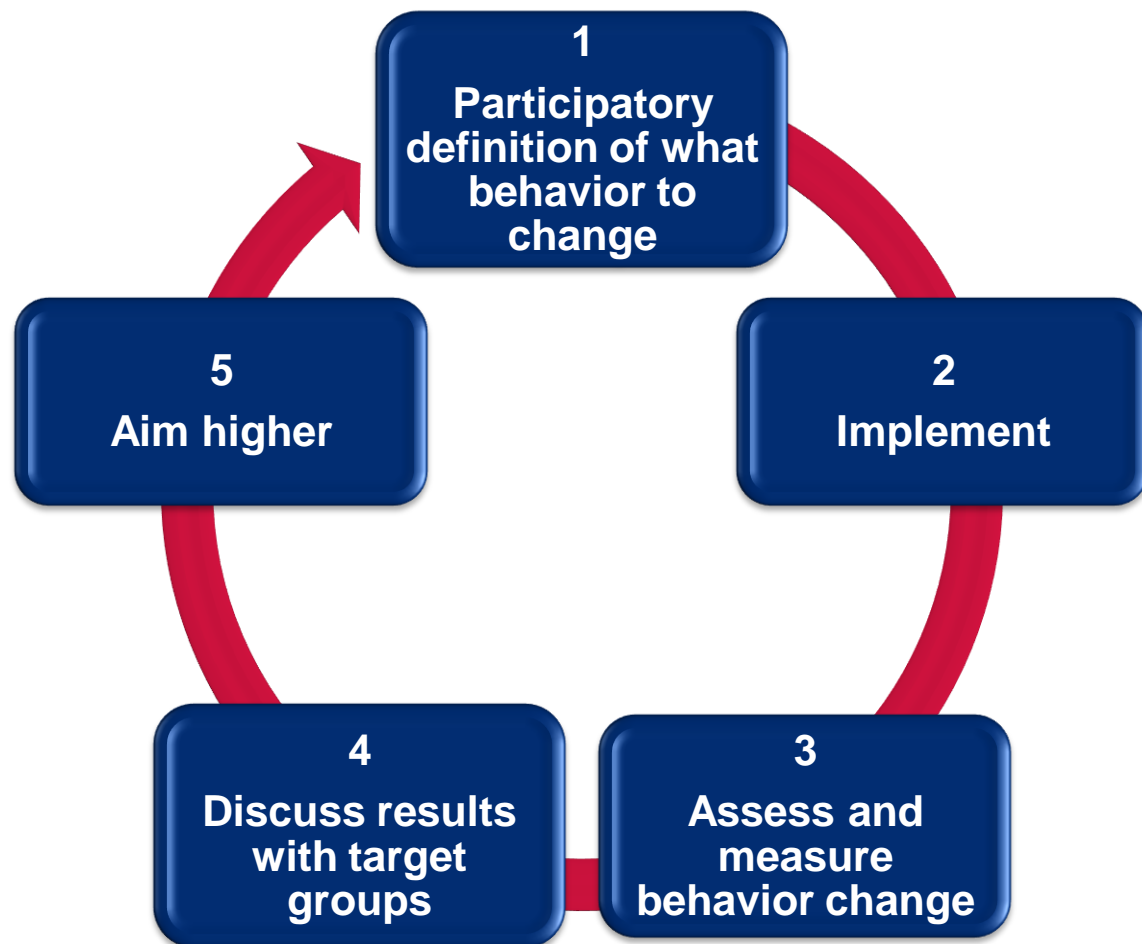 1
Participatory
definition of what
behavior to
change
2
Implement
3
Assess and
measure
behavior change
4
Discuss results
with target
groups
5
Aim higher